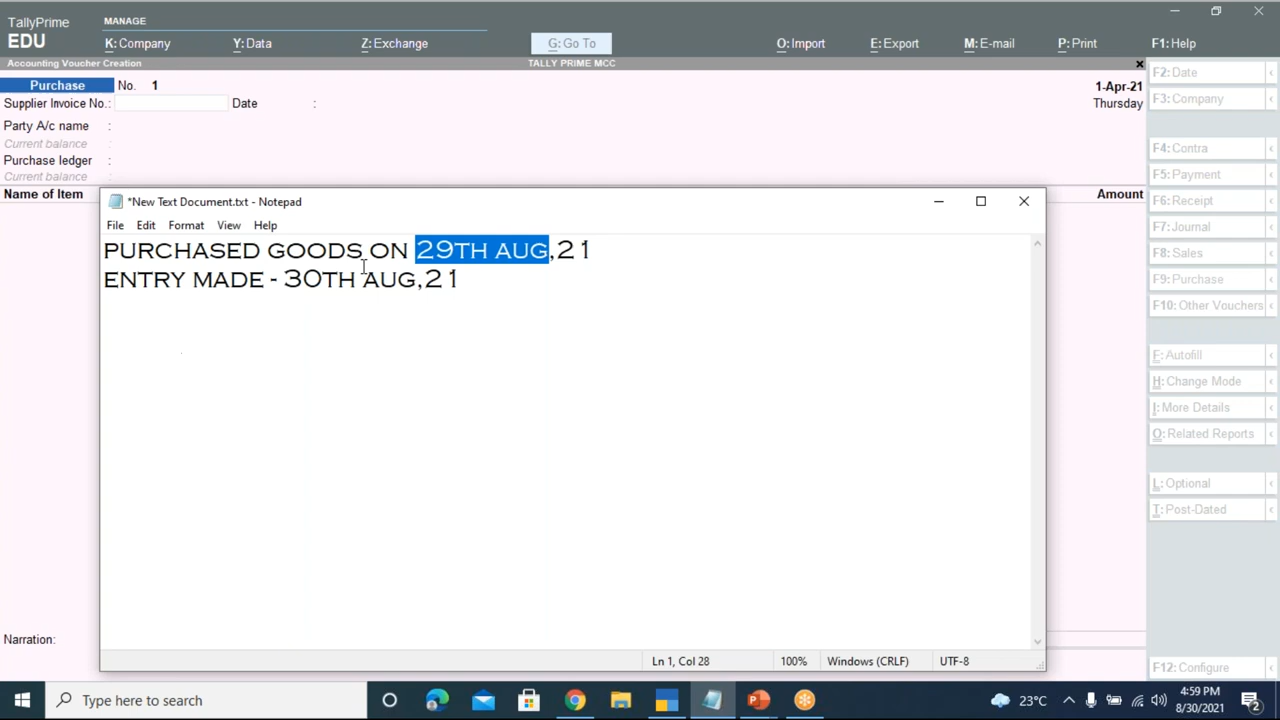 TallyPrime
EDU
MANAGE
K: Company
Y: Data
Z: Exchange
G: Go To
O: Import
E: Export
M: E-mail
P: Print
F1: Help
Accounting Voucher Creation
TALLY PRIME MCC
Purchase No. 1
1-Apr-21
Supplier Invoice No.: Date :
Thursday
Party A/c name :
Current balance :
Purchase ledger :
Current balance :
Name of Item
Amount
*New Text Document.txt - Notepad
File Edit Format View Help
PURCHASED GOODS ON 29TH AUG,21
ENTRY MADE - 30TH AUG,21
Ln 1, Col 28
100%
Windows (CRLF)
UTF-8
Narration:
F2: Date
F3: Company
F4: Contra
F5: Payment
F6: Receipt
F7: Journal
F8: Sales
F9: Purchase
F10: Other Vouchers
F: Autofill
H: Change Mode
I: More Details
O: Related Reports
L: Optional
T: Post-Dated
F12: Configure
Type here to search
23°C
4:59 PM
8/30/2021
2